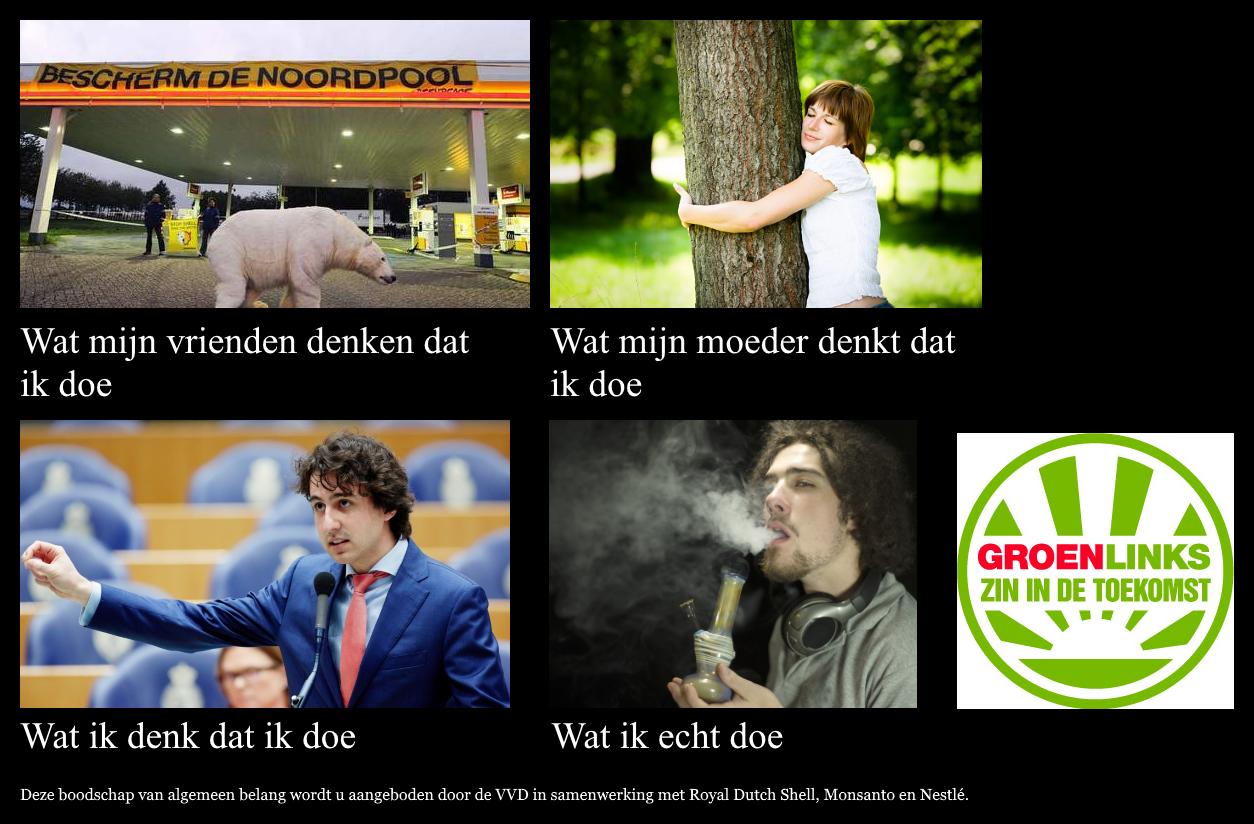 BESCHERM DE NOORDPOOL
GREENPEACE
Wat mijn vrienden denken dat
ik doe
Wat mijn moeder denkt dat
ik doe
GROENLINKS
ZIN IN DE TOEKOMST
Wat ik denk dat ik doe
Wat ik echt doe
Deze boodschap van algemeen belang wordt u aangeboden door de VVD in samenwerking met Royal Dutch Shell, Monsanto en Nestlé.